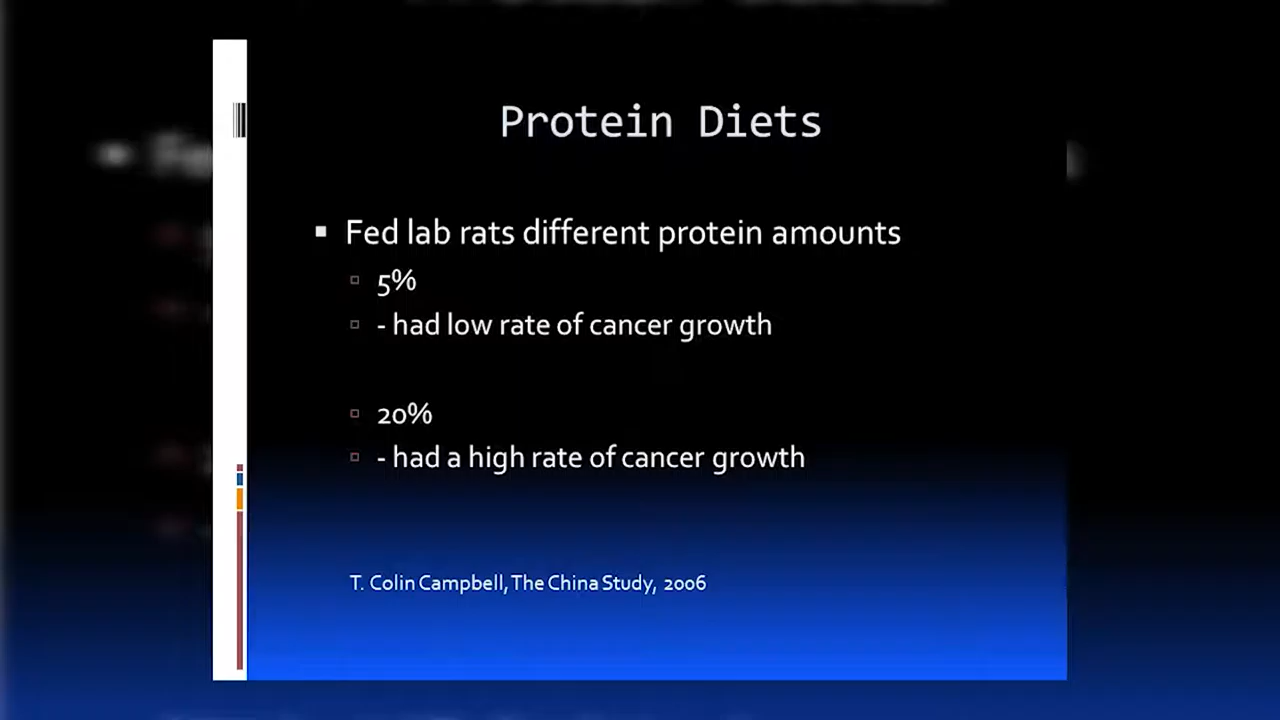 Protein Diets
Fed lab rats different protein amounts
5%
- had low rate of cancer growth
20%
- had a high rate of cancer growth
T. Colin Campbell, The China Study, 2006